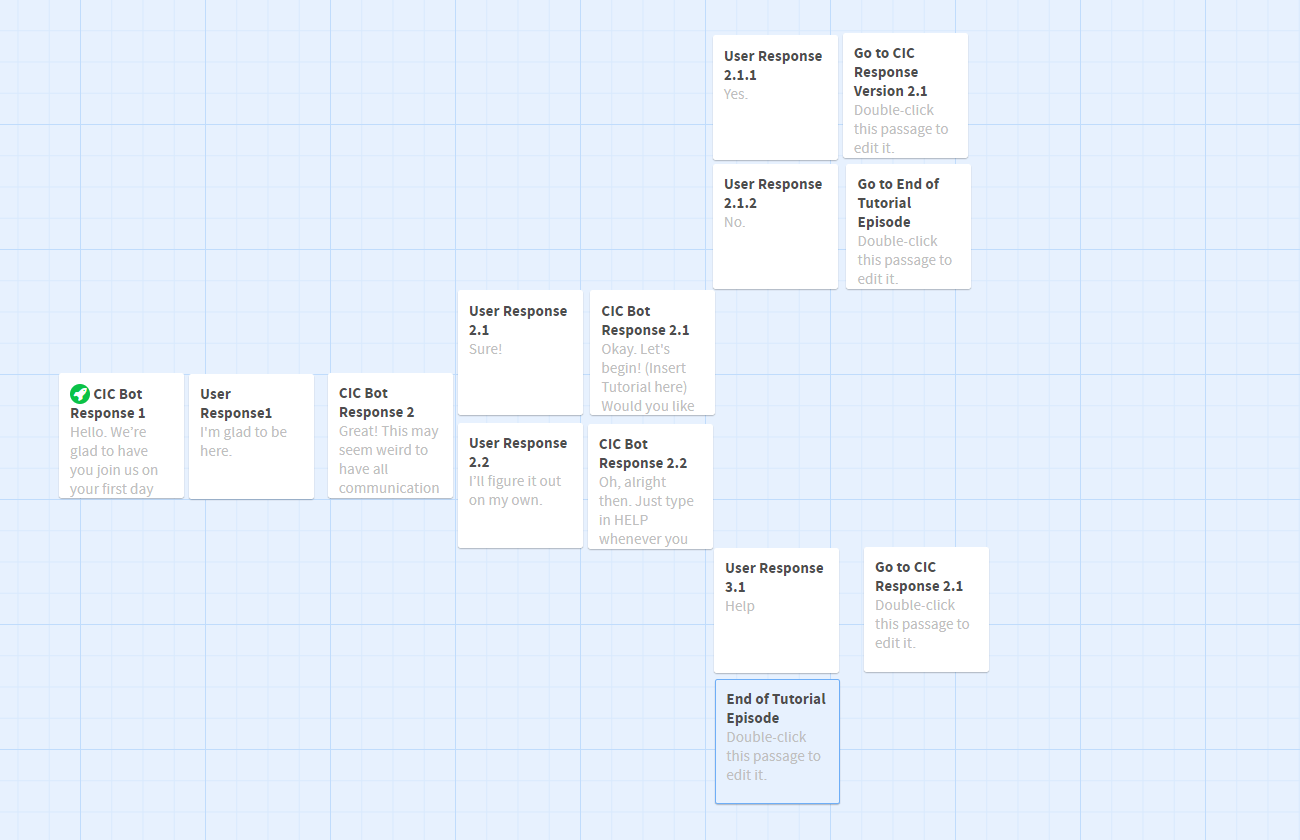 User Response
2.1.1
Yes.
Go to CIC
Response
Version 2.1
Double-click
this passage to
edit it.
User Response
2.1.2
No.
Go to End of
Tutorial
Episode
Double-click
this passage to
edit it.
User Response
2.1
Sure!
CIC Bot
Response 2.1
Okay. Let's
begin! (Insert
Tutorial here)
Would you like
CIC Bot
Response 1
Hello. We're
glad to have
you join us on
your first day
User
Response1
I'm glad to be
here.
CIC Bot
Response 2
Great! This may
seem weird to
have all
communication
User Response
2.2
I'll figure it out
on my own.
CIC Bot
Response 2.2
Oh, alright
then. Just type
in HELP
whenever you
User Response
3.1
Help
Go to CIC
Response 2.1
Double-click
this passage to
edit it.
End of Tutorial
Episode
Double-click
this passage to
edit it.